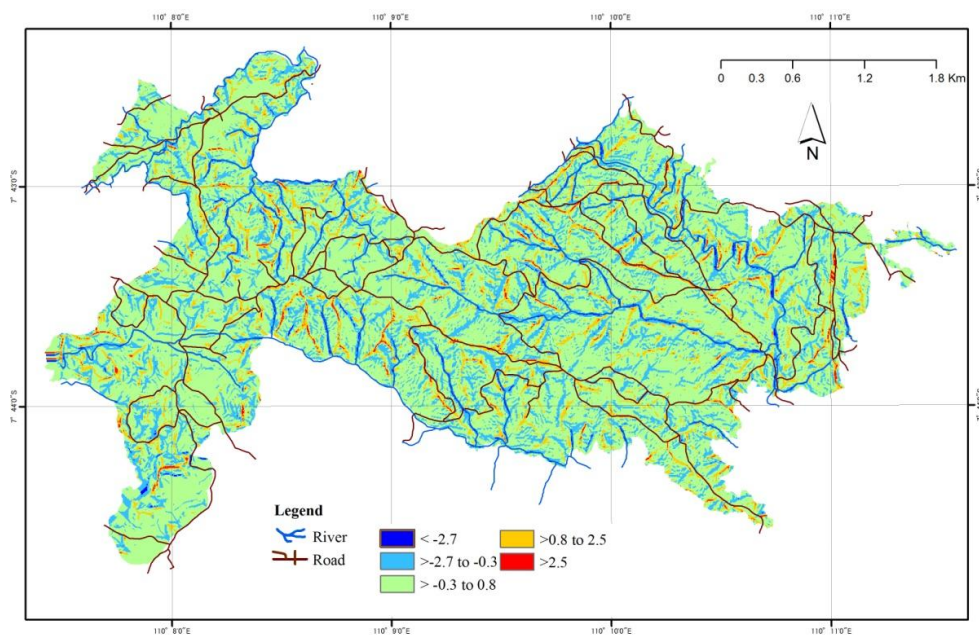 110° 8'0"E 110° 9'0"E 110° 10'0"E 110° 11'0"E
0 0.3 0.6 1.2 1.8 Km
N
7° 43'0"S
7° 44'0"S
Legend
River
Road
< -2.7
>-2.7 to -0.3
> -0.3 to 0.8
>0.8 to 2.5
>2.5
110° 8'0"E 110° 9'0"E 110° 10'0"E 110° 11'0"E